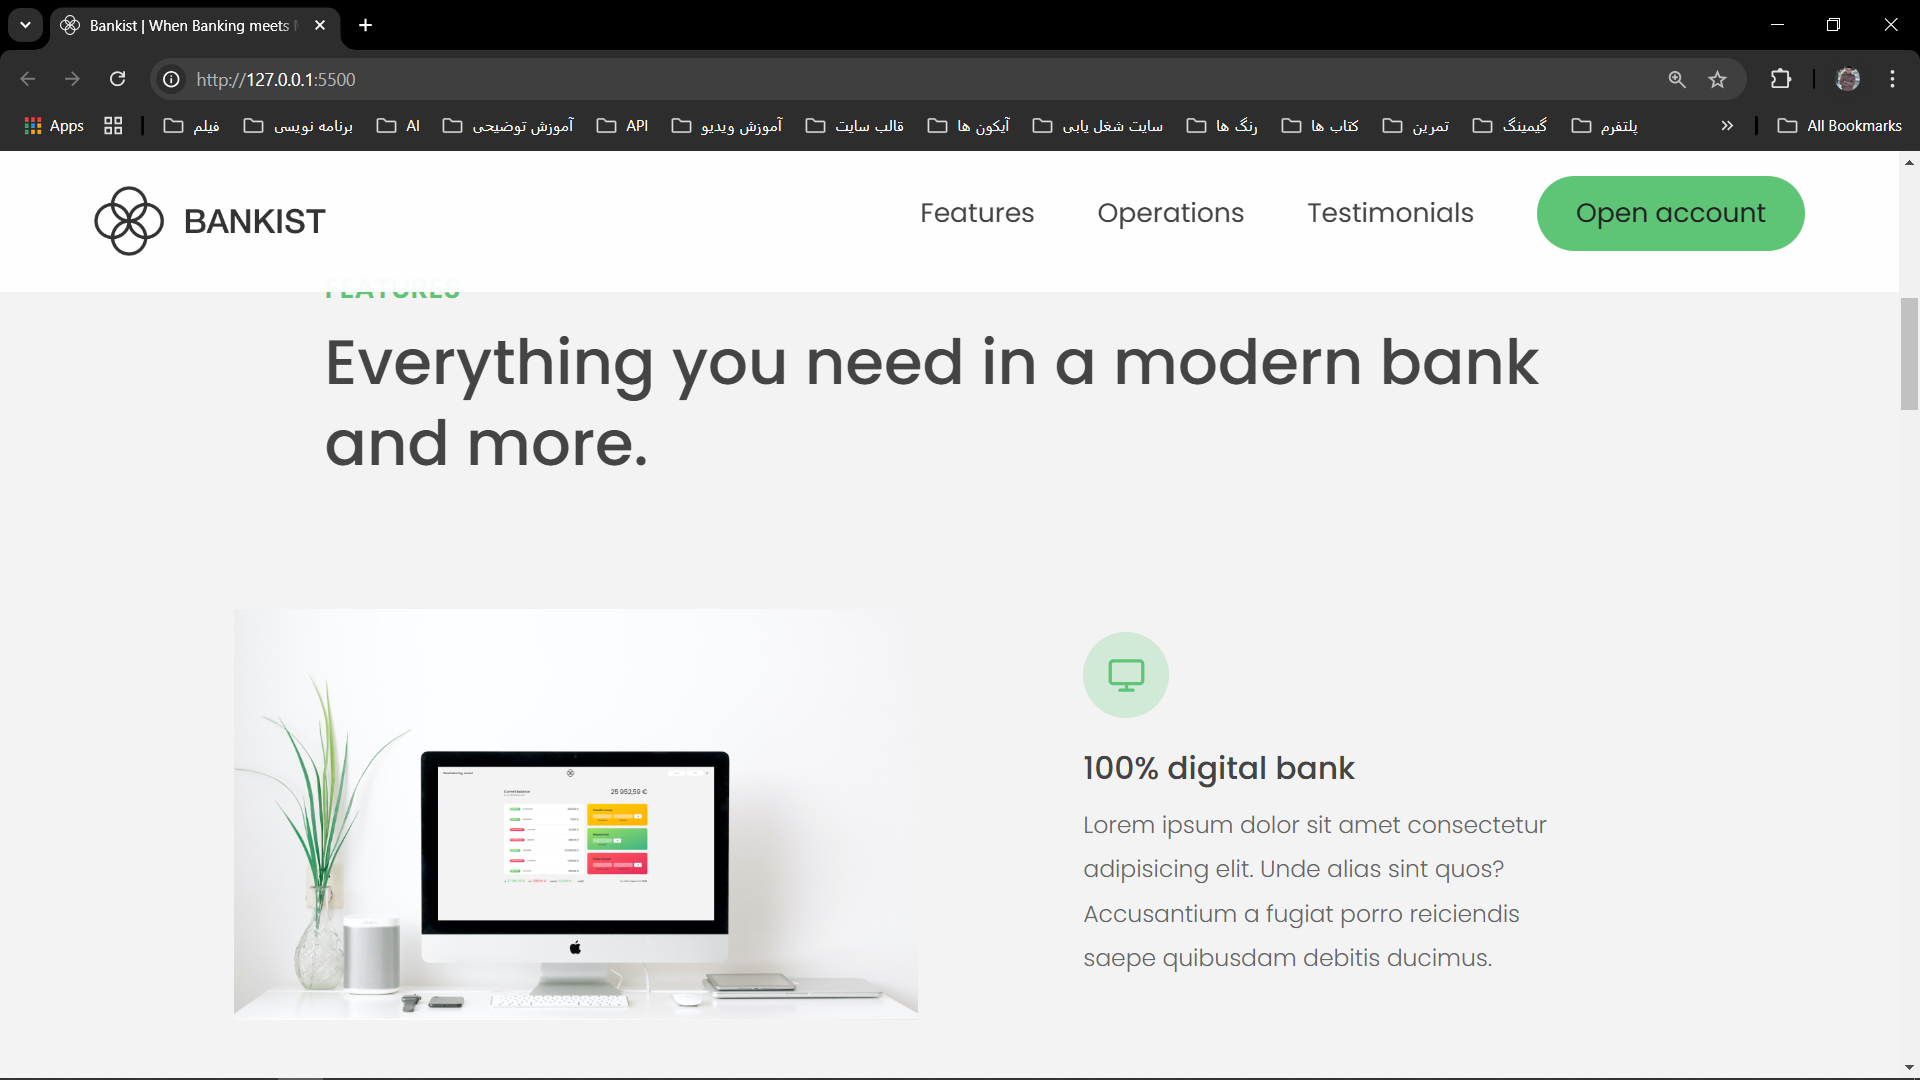 Bankist | When Banking meets
http://127.0.0.1:5500
Apps
فیلم
برنامه نویسی
AI
آموزش توضیحی
API
آموزش ویدیو
قالب سایت
آیکون ها
سایت شغل یابی
رنگ ها
کتاب ها
تمرین
گیمینگ
پلتفرم
All Bookmarks
BANKIST
Features
Operations
Testimonials
Open account
FEATURES
Everything you need in a modern bank
and more.
25 952,59 €
100% digital bank
Lorem ipsum dolor sit amet consectetur
adipisicing elit. Unde alias sint quos?
Accusantium a fugiat porro reiciendis
saepe quibusdam debitis ducimus.